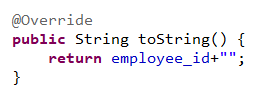 @Override
public String toString() {
    return employee_id+"";
}